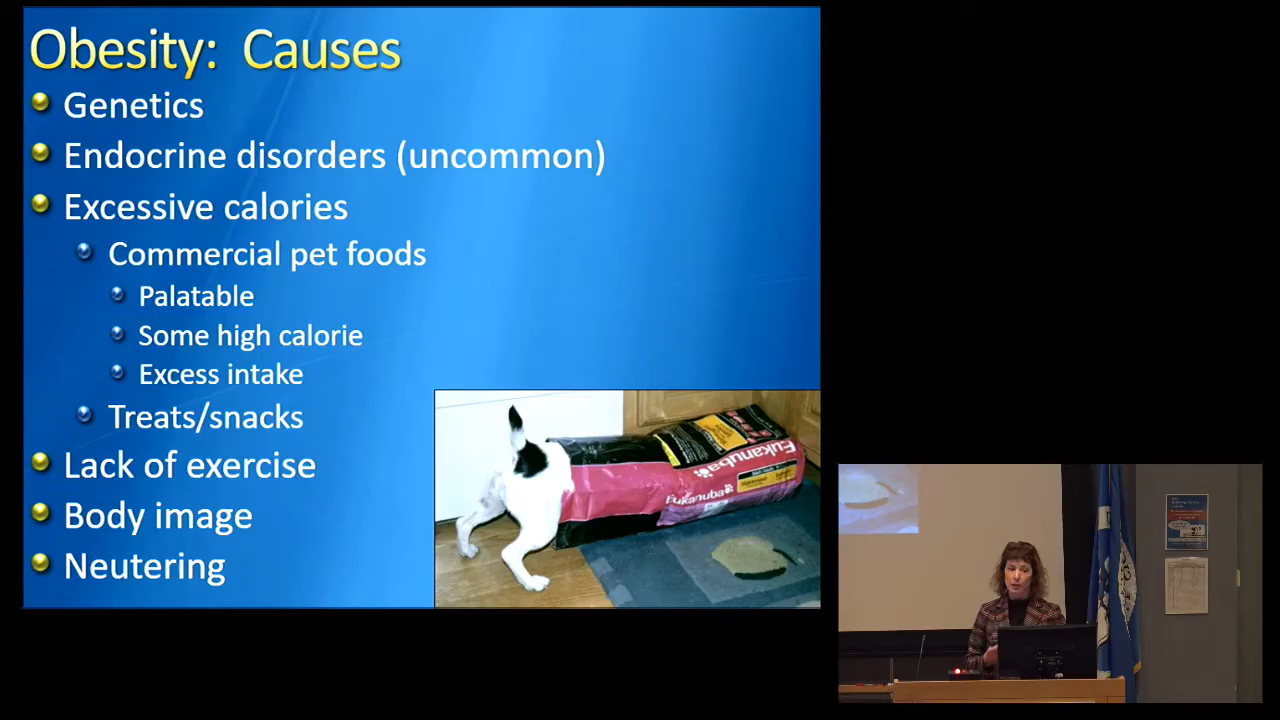 Obesity: Causes
Genetics
Endocrine disorders (uncommon)
Excessive calories
Commercial pet foods
Palatable
Some high calorie
Excess intake
Treats/snacks
Lack of exercise
Body image
Neutering
Eukanuba
Eukanuba